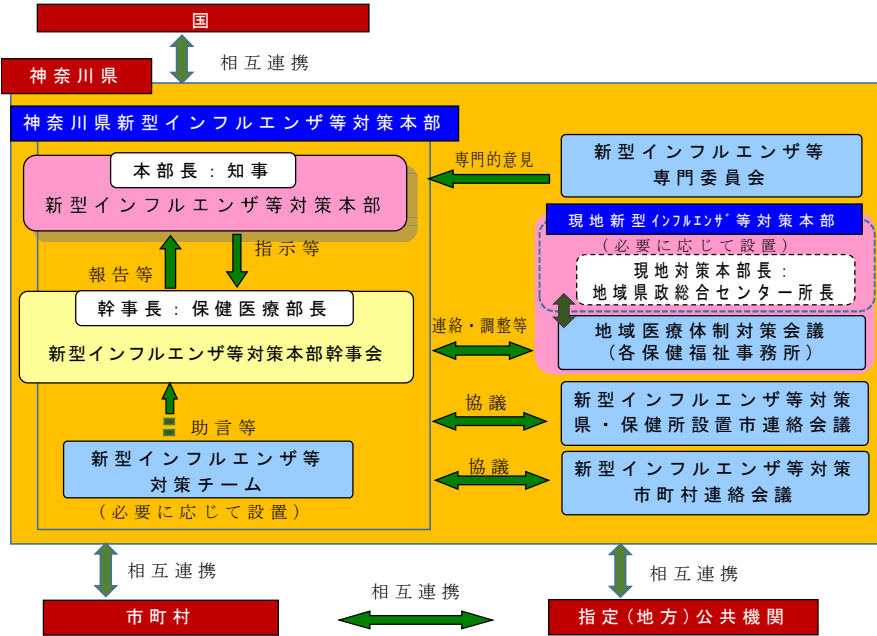 国
相互連携
神奈川県
神奈川県新型インフルエンザ等対策本部
本部長：知事
新型インフルエンザ等対策本部
報告等
指示等
幹事長：保健医療部長
新型インフルエンザ等対策本部幹事会
助言等
新型インフルエンザ等
対策チーム
（必要に応じて設置）
専門的意見
新型インフルエンザ等
専門委員会
現地新型ｲﾝﾌﾙｴﾝｻﾞ等対策本部
（必要に応じて設置）
現地対策本部長：
地域県政総合センター所長
連絡・調整等
地域医療体制対策会議
（各保健福祉事務所）
協議
新型インフルエンザ等対策
県・保健所設置市連絡会議
協議
新型インフルエンザ等対策
市町村連絡会議
相互連携
相互連携
相互連携
市町村
指定(地方)公共機関